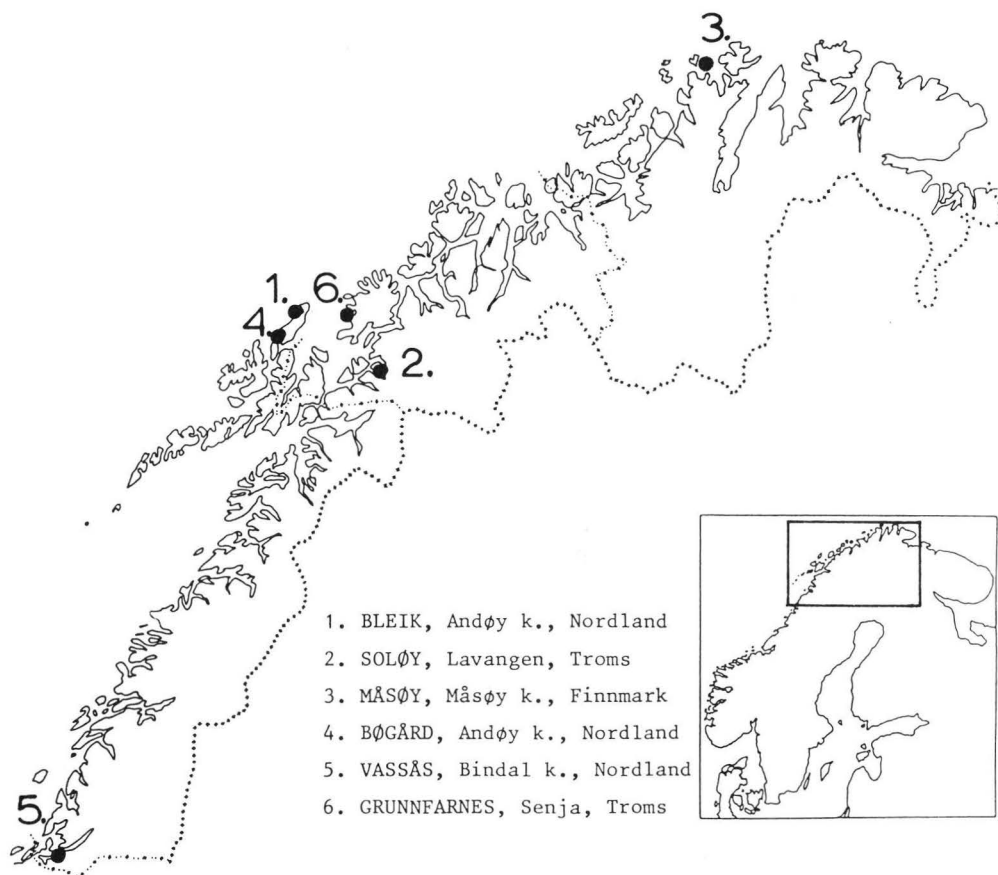 3.
1.
6.
4.
2.
5.
1. BLEIK, Andøy k., Nordland
2. SOLØY, Lavangen, Troms
3. MÅSØY, Måsøy k., Finnmark
4. BØGÅRD, Andøy k., Nordland
5. VASSÅS, Bindal k., Nordland
6. GRUNNFARNES, Senja, Troms